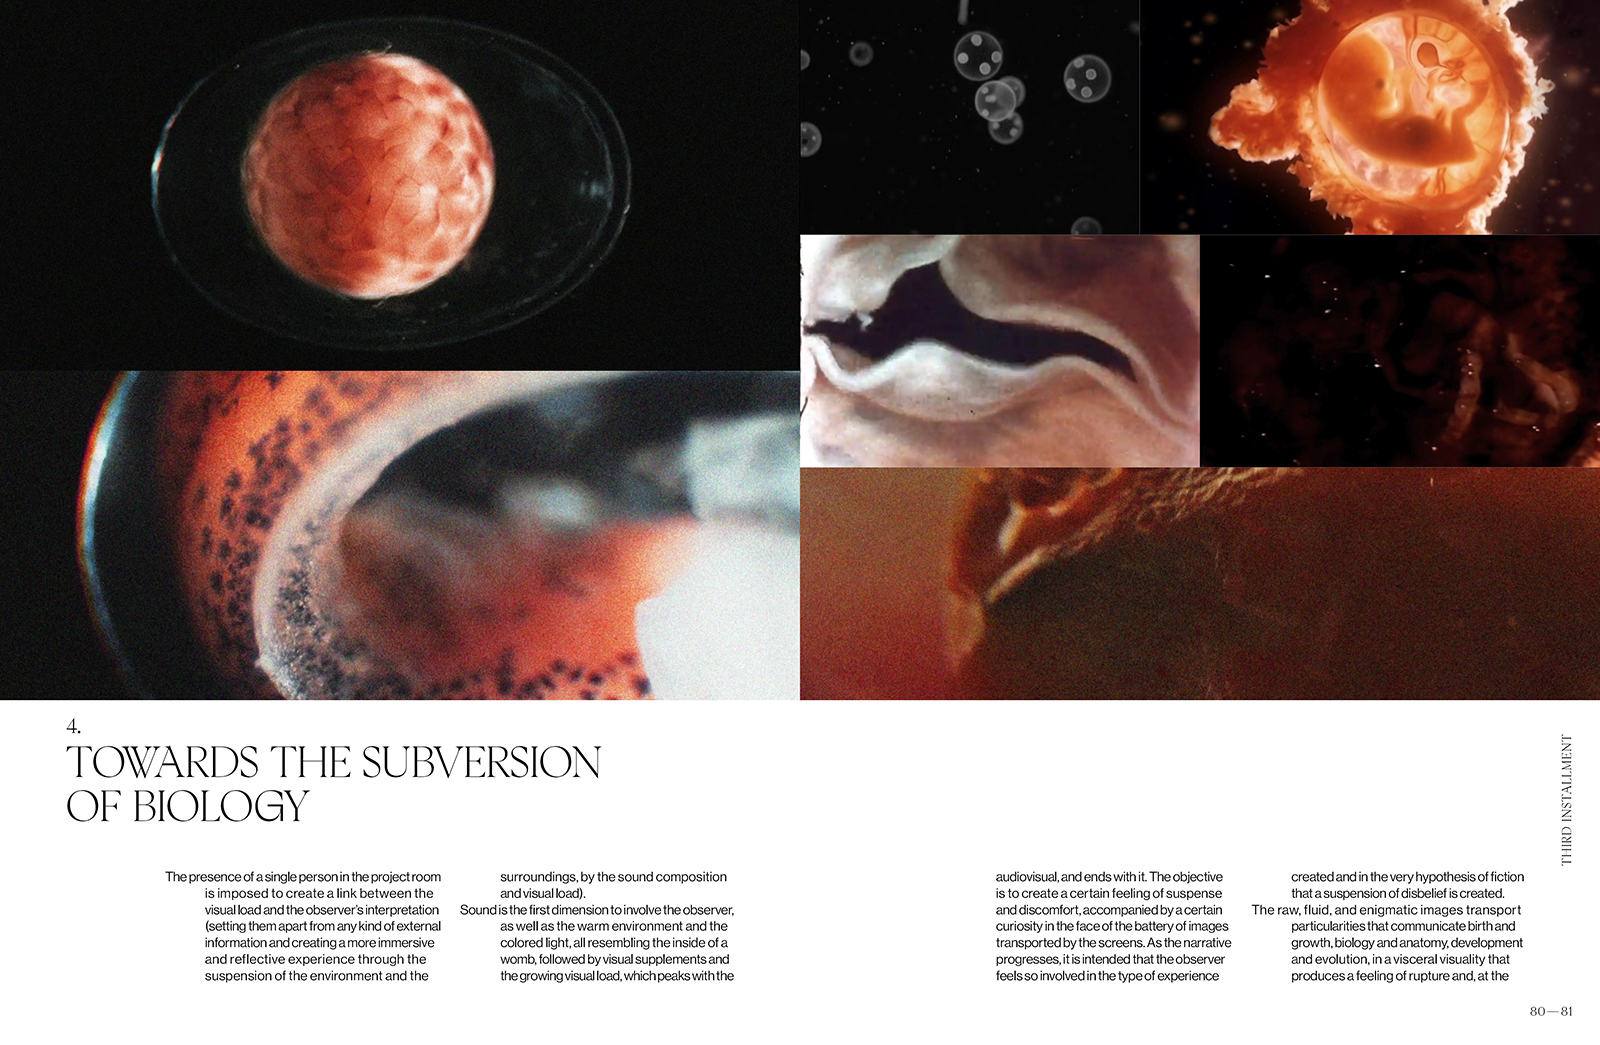 4.
TOWARDS THE SUBVERSION
OF BIOLOGY
The presence of a single person in the project room
is imposed to create a link between the
visual load and the observer's interpretation
(setting them apart from any kind of external
information and creating a more immersive
and reflective experience through the
suspension of the environment and the
surroundings, by the sound composition
and visual load).
Sound is the first dimension to involve the observer,
as well as the warm environment and the
colored light, all resembling the inside of a
womb, followed by visual supplements and
the growing visual load, which peaks with the
audiovisual, and ends with it. The objective
is to create a certain feeling of suspense
and discomfort, accompanied by a certain
curiosity in the face of the battery of images
transported by the screens. As the narrative
progresses, it is intended that the observer
feels so involved in the type of experience
created and in the very hypothesis of fiction
that a suspension of disbelief is created.
The raw, fluid, and enigmatic images transport
particularities that communicate birth and
growth, biology and anatomy, development
and evolution, in a visceral visuality that
produces a feeling of rupture and, at the
THIRD INSTALLMENT
80—81